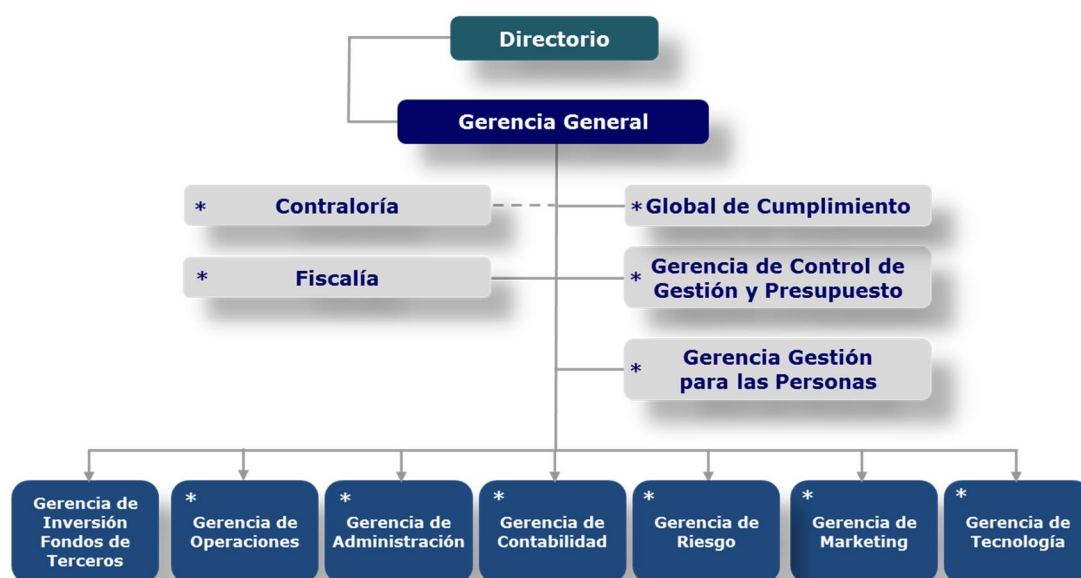 Directorio
Gerencia General
* Contraloría
* Global de Cumplimiento
* Fiscalía
* Gerencia de Control de
Gestión y Presupuesto
* Gerencia Gestión
para las Personas
Gerencia de
Inversión
Fondos de
Terceros
*
Gerencia de
Operaciones
*
Gerencia de
Administración
*
Gerencia de
Contabilidad
*
Gerencia de
Riesgo
*
Gerencia de
Marketing
*
Gerencia de
Tecnología